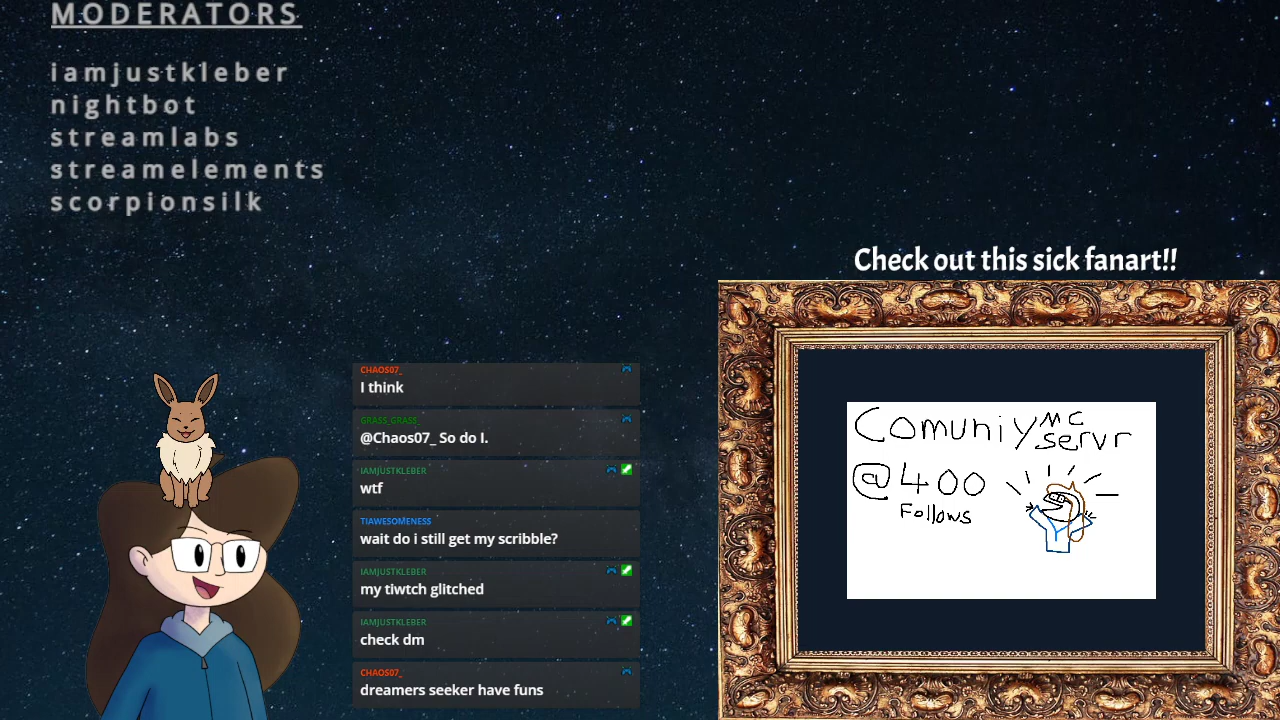 MODERATORS
iamjustkleber
nightbot
streamlabs
streamelements
scorpionsilk
Check out this sick fanart!!
Comuniy MC
servr
@400
Follows
CHAOS07_
I think
GRASS_GRASS_
@Chaos07_ So do I.
IAMJUSTKLEBER
wtf
TIAWESOMENESS
wait do i still get my scribble?
IAMJUSTKLEBER
my tiwtch glitched
IAMJUSTKLEBER
check dm
CHAOS07_
dreamers seeker have funs